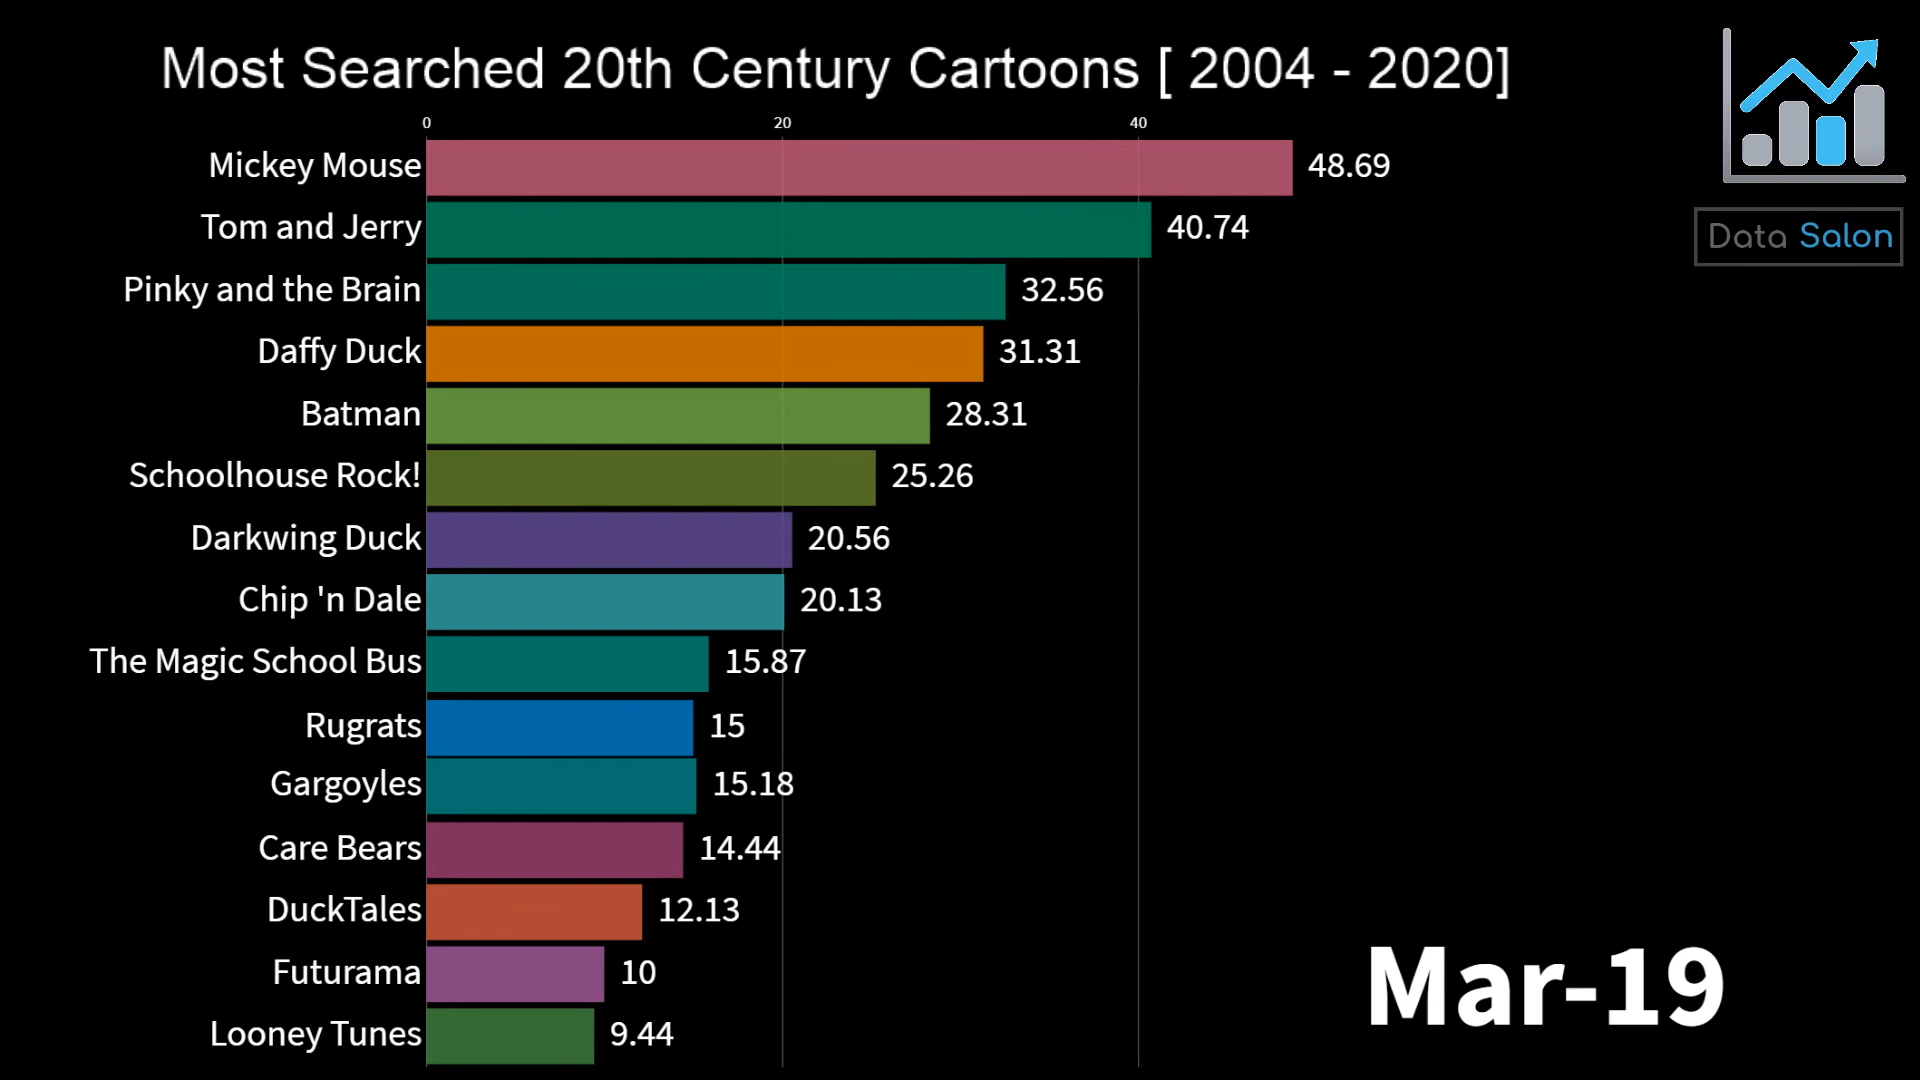 Most Searched 20th Century Cartoons [ 2004 - 2020]
Data Salon
0 20 40
Mickey Mouse 48.69
Tom and Jerry 40.74
Pinky and the Brain 32.56
Daffy Duck 31.31
Batman 28.31
Schoolhouse Rock! 25.26
Darkwing Duck 20.56
Chip 'n Dale 20.13
The Magic School Bus 15.87
Rugrats 15
Gargoyles 15.18
Care Bears 14.44
DuckTales 12.13
Futurama 10
Looney Tunes 9.44
Mar-19